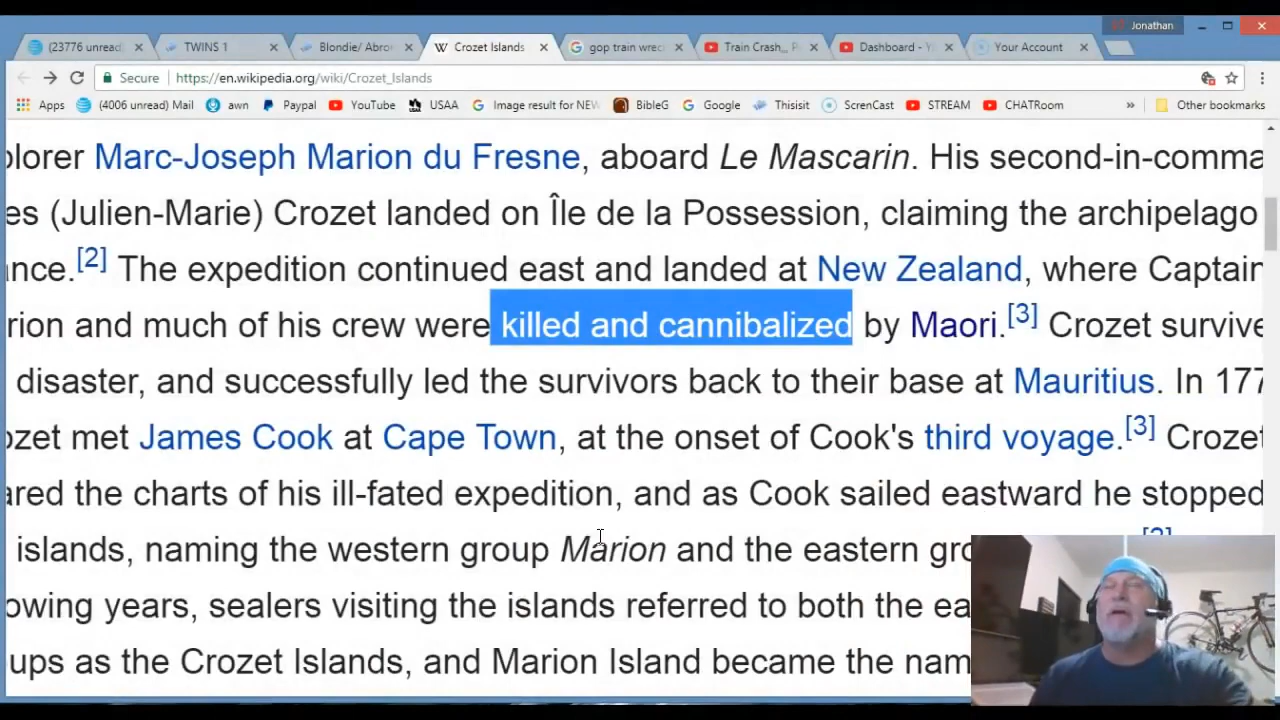 Jonathan
(23776 unread) TWINS 1 Blondie/ Abro Crozet Islands gop train wrec Train Crash_ P Dashboard - Y Your Account
Secure https://en.wikipedia.org/wiki/Crozet_Islands
Apps (4006 unread) Mail awn Paypal YouTube USAA Image result for NEW BibleG Google Thisisit ScrenCast STREAM CHATRoom » Other bookmarks
olorer Marc-Joseph Marion du Fresne, aboard Le Mascarin. His second-in-comma
es (Julien-Marie) Crozet landed on Île de la Possession, claiming the archipelago
ance.[2] The expedition continued east and landed at New Zealand, where Captain
rion and much of his crew were killed and cannibalized by Maori.[3] Crozet survive
disaster, and successfully led the survivors back to their base at Mauritius. In 177
ozet met James Cook at Cape Town, at the onset of Cook's third voyage.[3] Crozet
ared the charts of his ill-fated expedition, and as Cook sailed eastward he stopped
islands, naming the western group Marion and the eastern gro
owing years, sealers visiting the islands referred to both the ea
ups as the Crozet Islands, and Marion Island became the nam